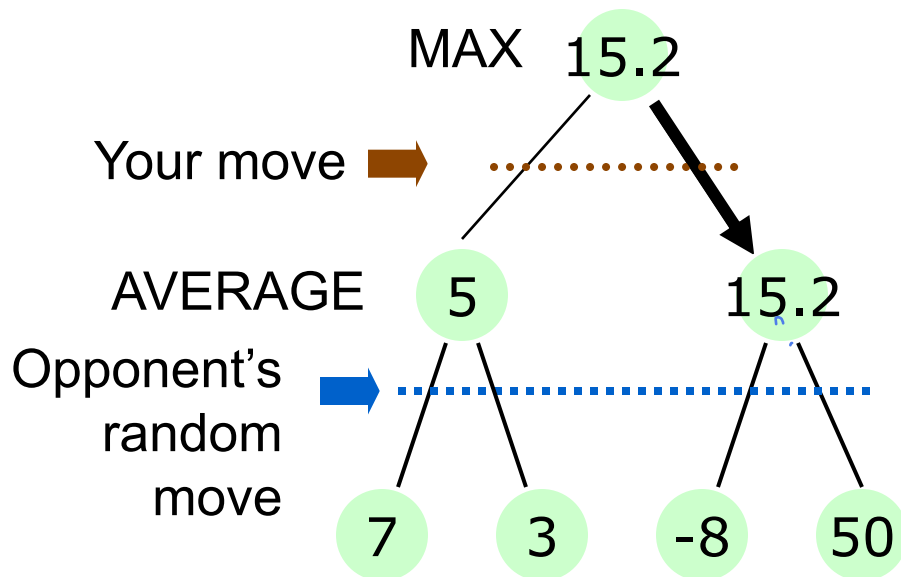 MAX 15.2
Your move
AVERAGE 5 15.2
Opponent’s
random
move
7 3 -8 50